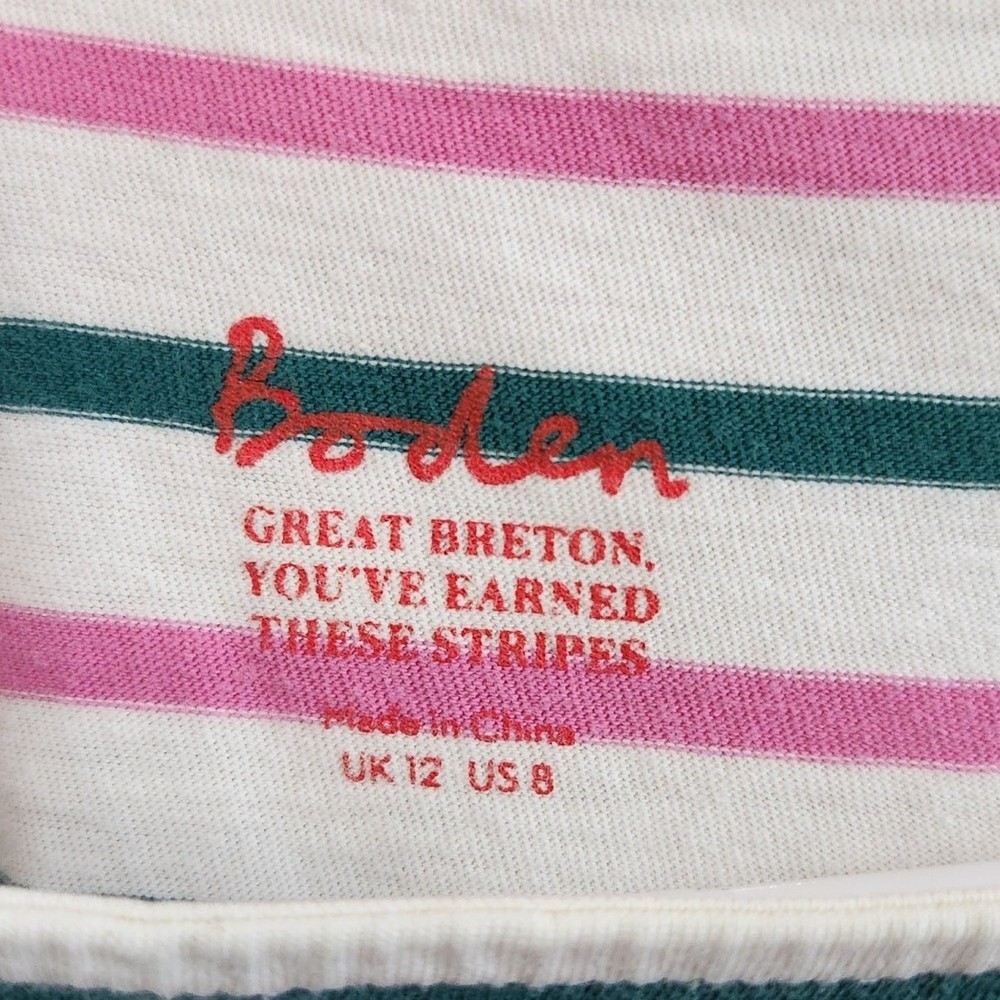 Boden
GREAT BRETON,
YOU'VE EARNED
THESE STRIPES
Made in China
UK 12 US 8